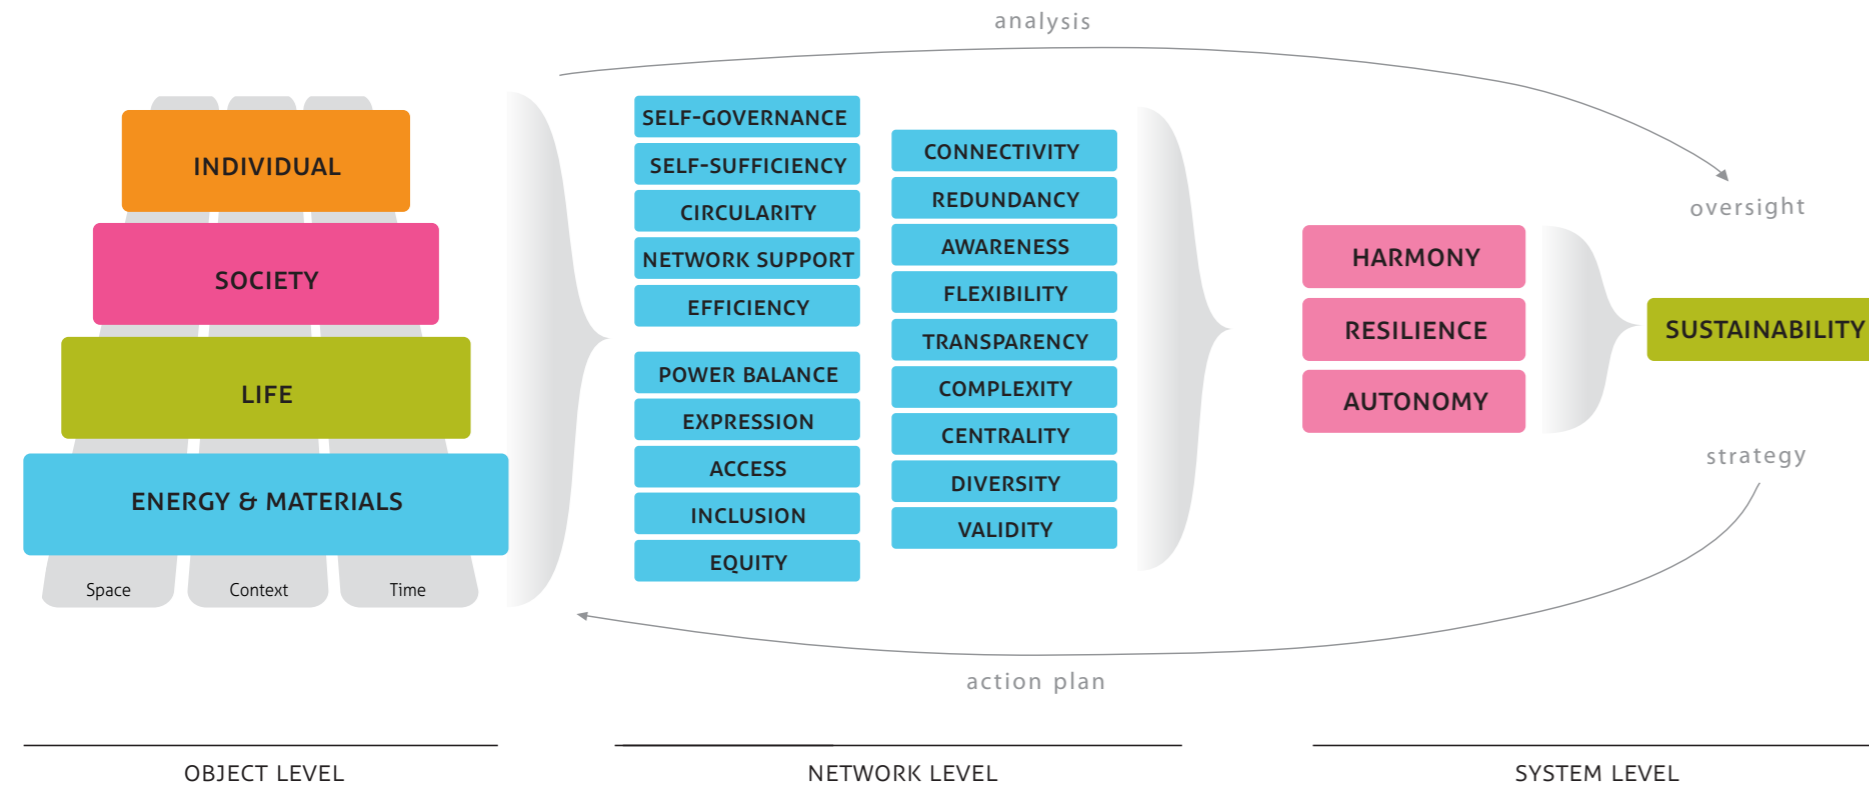 analysis
INDIVIDUAL
SOCIETY
LIFE
ENERGY & MATERIALS
Space
Context
Time
SELF-GOVERNANCE
SELF-SUFFICIENCY
CIRCULARITY
NETWORK SUPPORT
EFFICIENCY
POWER BALANCE
EXPRESSION
ACCESS
INCLUSION
EQUITY
CONNECTIVITY
REDUNDANCY
AWARENESS
FLEXIBILITY
TRANSPARENCY
COMPLEXITY
CENTRALITY
DIVERSITY
VALIDITY
HARMONY
RESILIENCE
AUTONOMY
oversight
SUSTAINABILITY
strategy
action plan
OBJECT LEVEL
NETWORK LEVEL
SYSTEM LEVEL